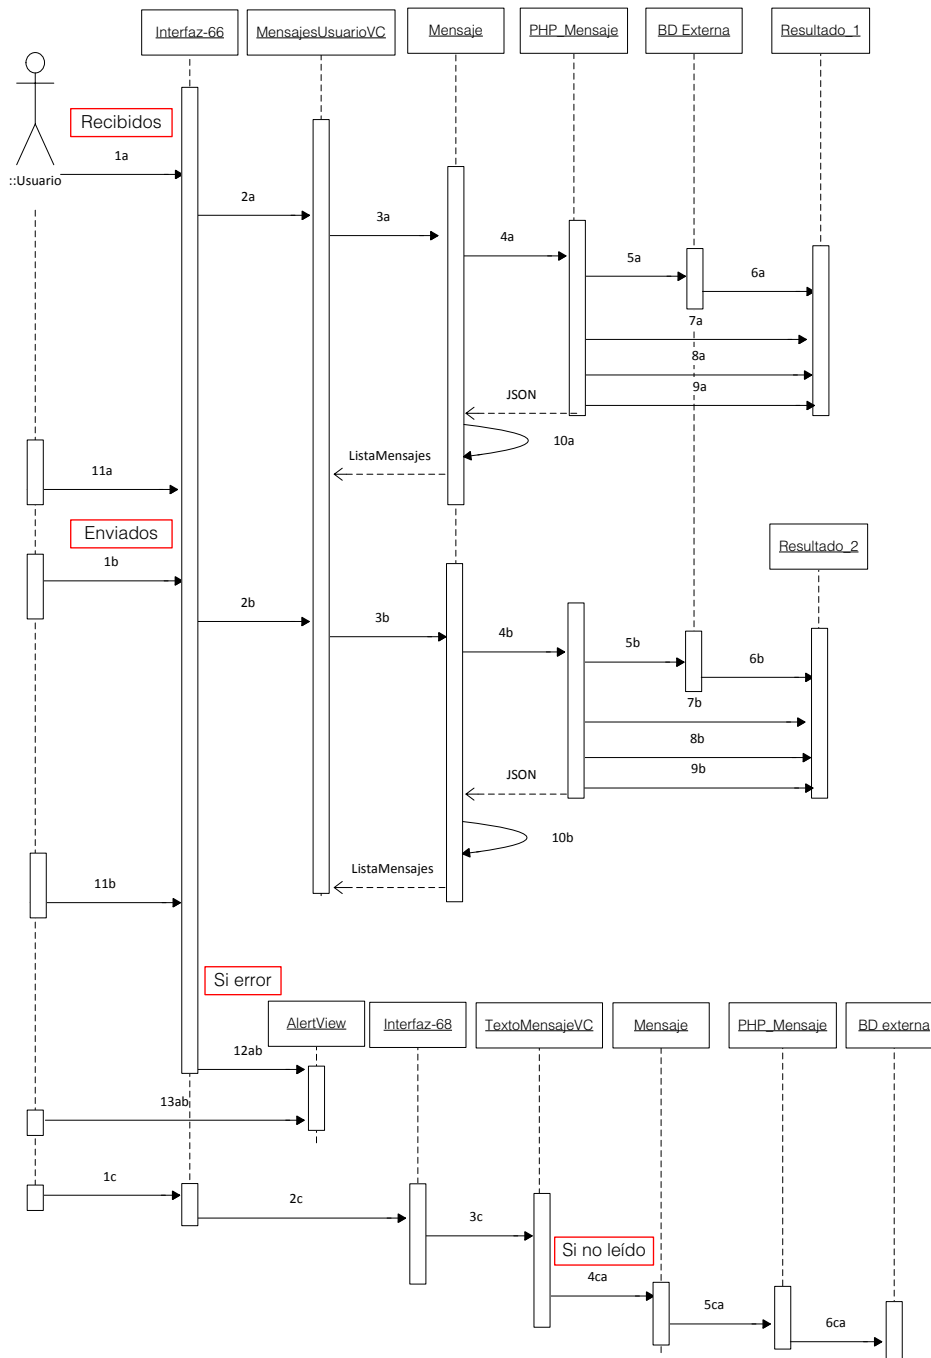 Interfaz-66
MensajesUsuarioVC
Mensaje
PHP_Mensaje
BD Externa
Resultado_1
Recibidos
::Usuario
1a
2a
3a
4a
5a
6a
7a
8a
9a
JSON
10a
ListaMensajes
11a
Enviados
Resultado_2
1b
2b
3b
4b
5b
6b
7b
8b
9b
JSON
10b
ListaMensajes
11b
Si error
AlertView
Interfaz-68
TextoMensajeVC
Mensaje
PHP_Mensaje
BD externa
12ab
13ab
1c
2c
3c
Si no leído
4ca
5ca
6ca